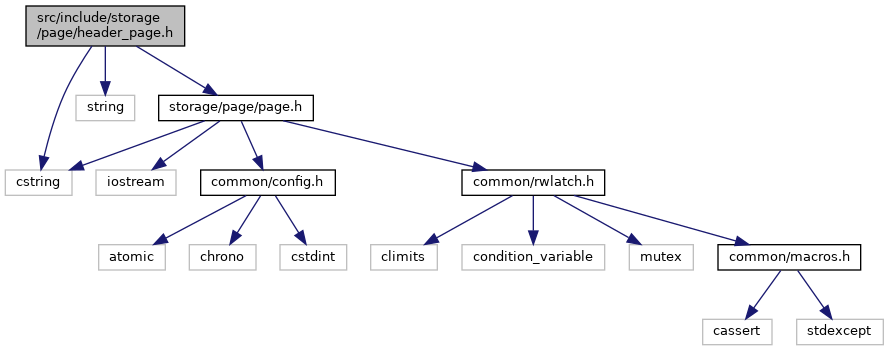 src/include/storage
/page/header_page.h
string
storage/page/page.h
cstring
iostream
common/config.h
common/rwlatch.h
atomic
chrono
cstdint
climits
condition_variable
mutex
common/macros.h
cassert
stdexcept